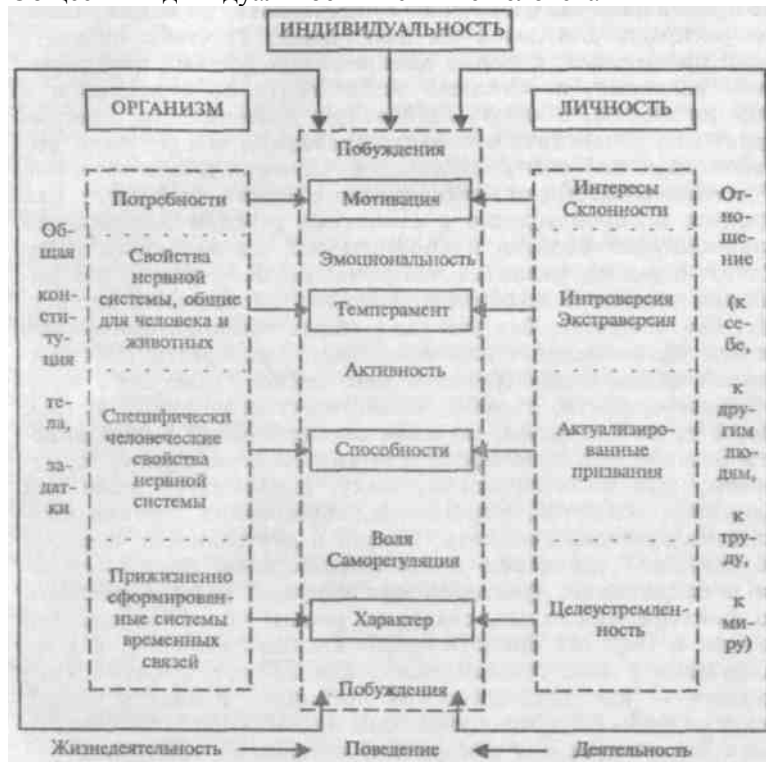 ИНДИВИДУАЛЬНОСТЬ
ОРГАНИЗМ
ЛИЧНОСТЬ
Побуждения
Потребности
Мотивация
Интересы
Склонности
Эмоциональность
Свойства
нервной
системы, общие
для человека и
животных
Темперамент
Интроверсия
Экстраверсия
Активность
Специфически
человеческие
свойства
нервной
системы
Способности
Актуализиро-
ванные
призвания
Воля
Саморегуляция
Прижизненно
сформирован-
ные системы
временных
связей
Характер
Целеустремлен-
ность
Побуждения
Об-
щая
кон-
сти-
ту-
ция
те-
ла,
за-
дат-
ки
От-
но-
ше-
ние
(к
се-
бе,
к
дру-
гим
лю-
дям,
к
тру-
ду,
к
ми-
ру)
Жизнедеятельность
Поведение
Деятельность